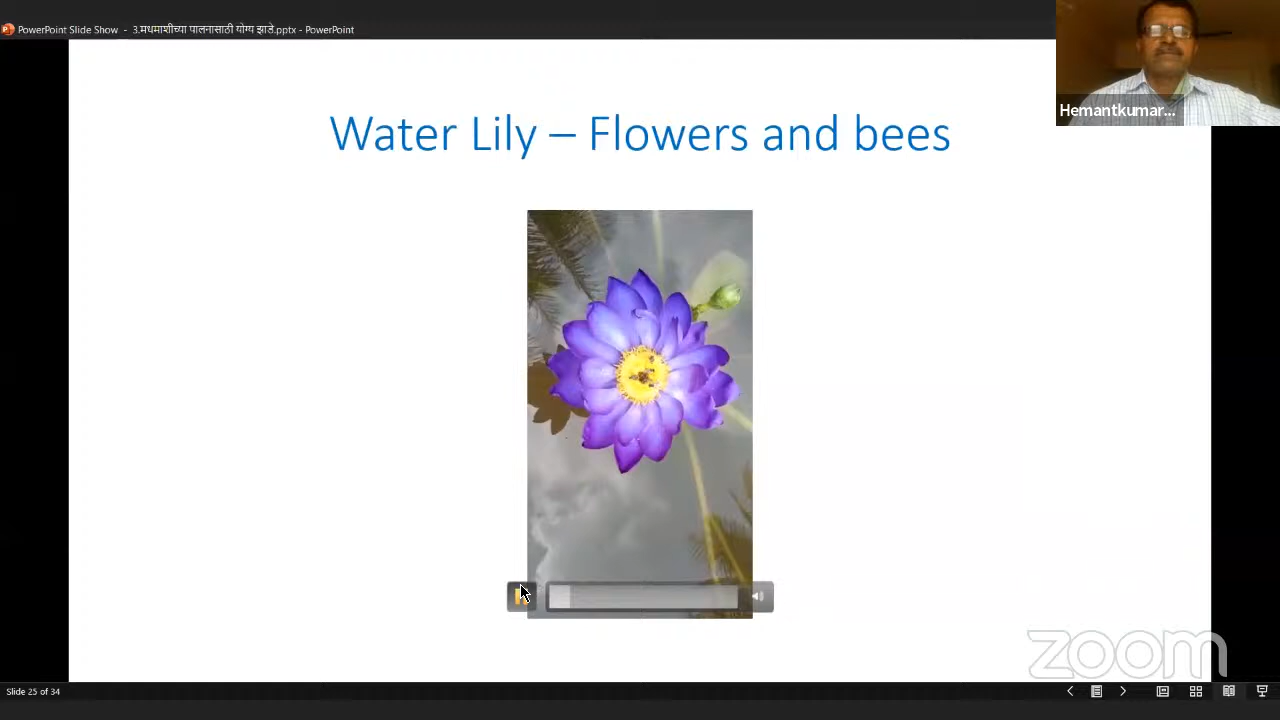 PowerPoint Slide Show - 3.मधमाशीच्या पालनासाठी योग्य झाडे.pptx - PowerPoint
Hemantkumar...
Water Lily – Flowers and bees
zoom
Slide 25 of 34